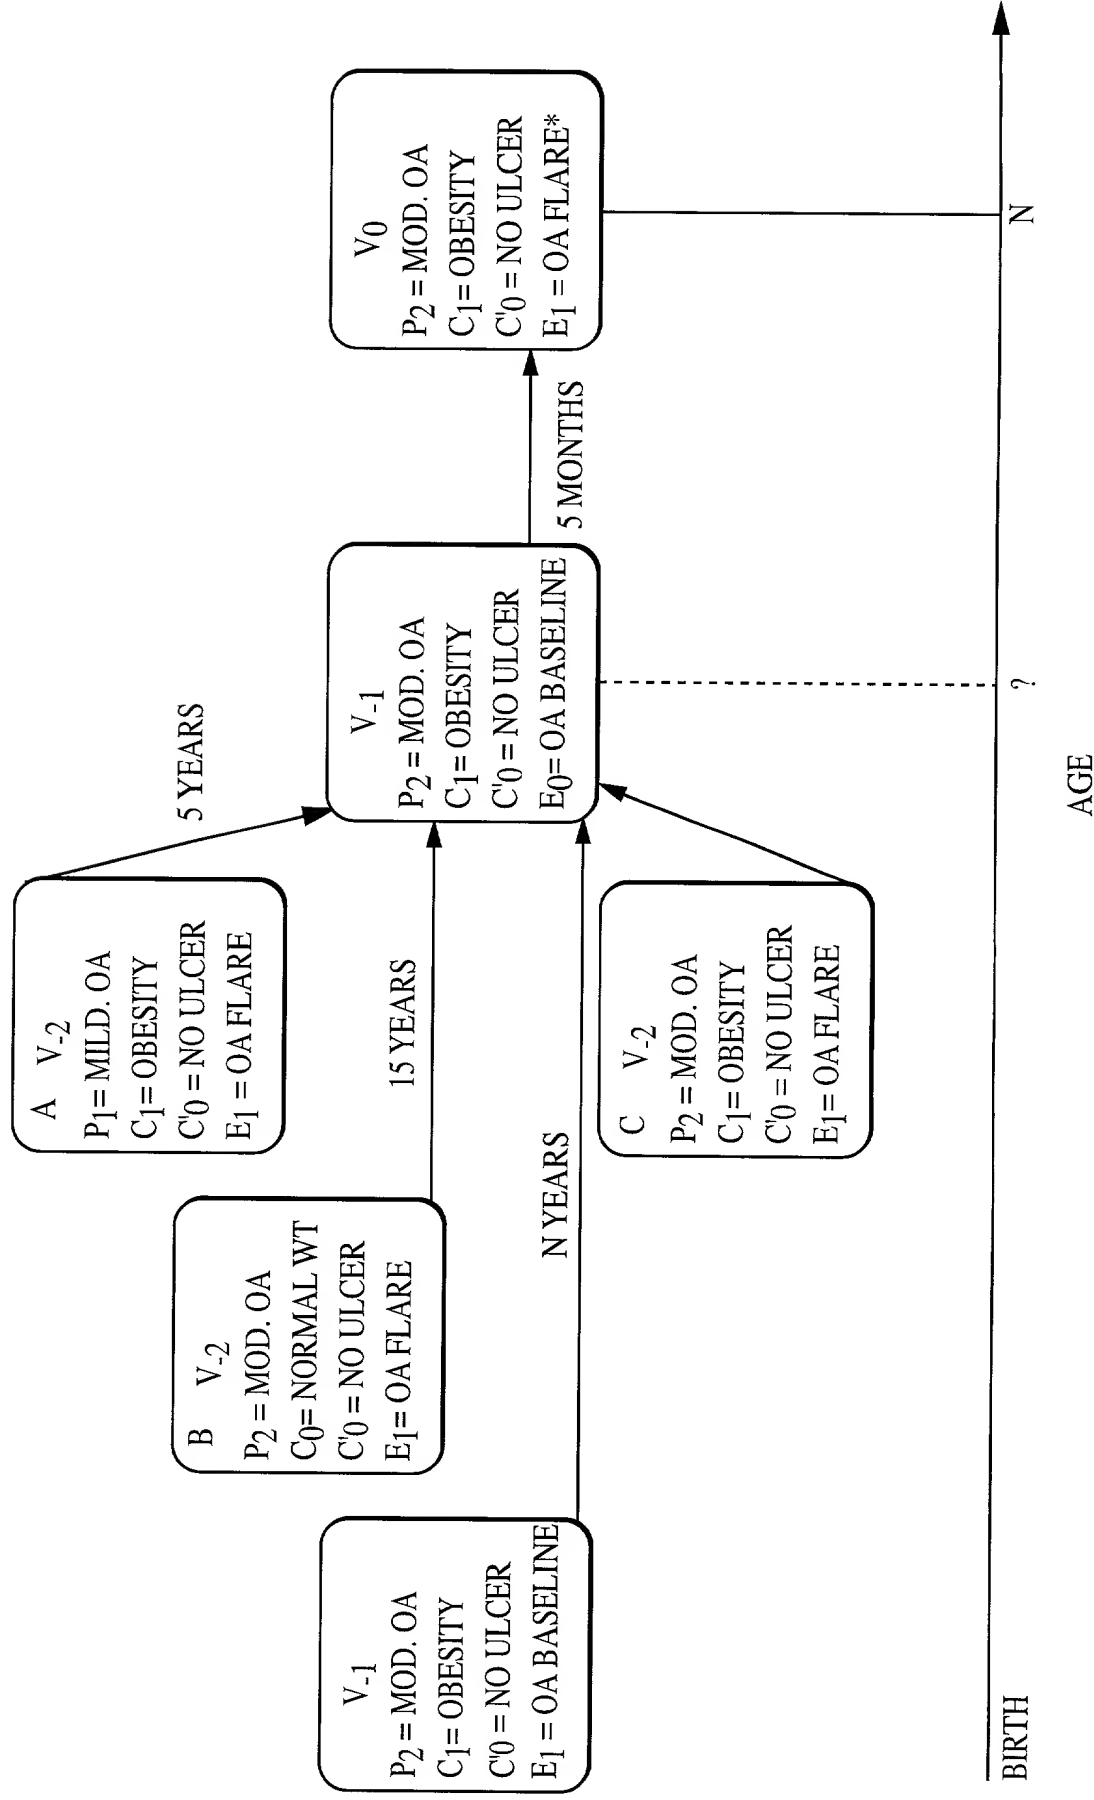 A V-2
P1= MILD. OA
C1= OBESITY
C'0 = NO ULCER
E1 = OA FLARE
5 YEARS
B V-2
P2 = MOD. OA
C0= NORMAL WT
C'0 = NO ULCER
E1= OA FLARE
15 YEARS
V-1
P2 = MOD. OA
C1= OBESITY
C'0 = NO ULCER
E1 = OA BASELINE
N YEARS
C V-2
P2 = MOD. OA
C1= OBESITY
C'0 = NO ULCER
E1= OA FLARE
V-1
P2 = MOD. OA
C1= OBESITY
C'0 = NO ULCER
E0= OA BASELINE
5 MONTHS
V0
P2 = MOD. OA
C1= OBESITY
C'0 = NO ULCER
E1 = OA FLARE*
BIRTH
?
N
AGE